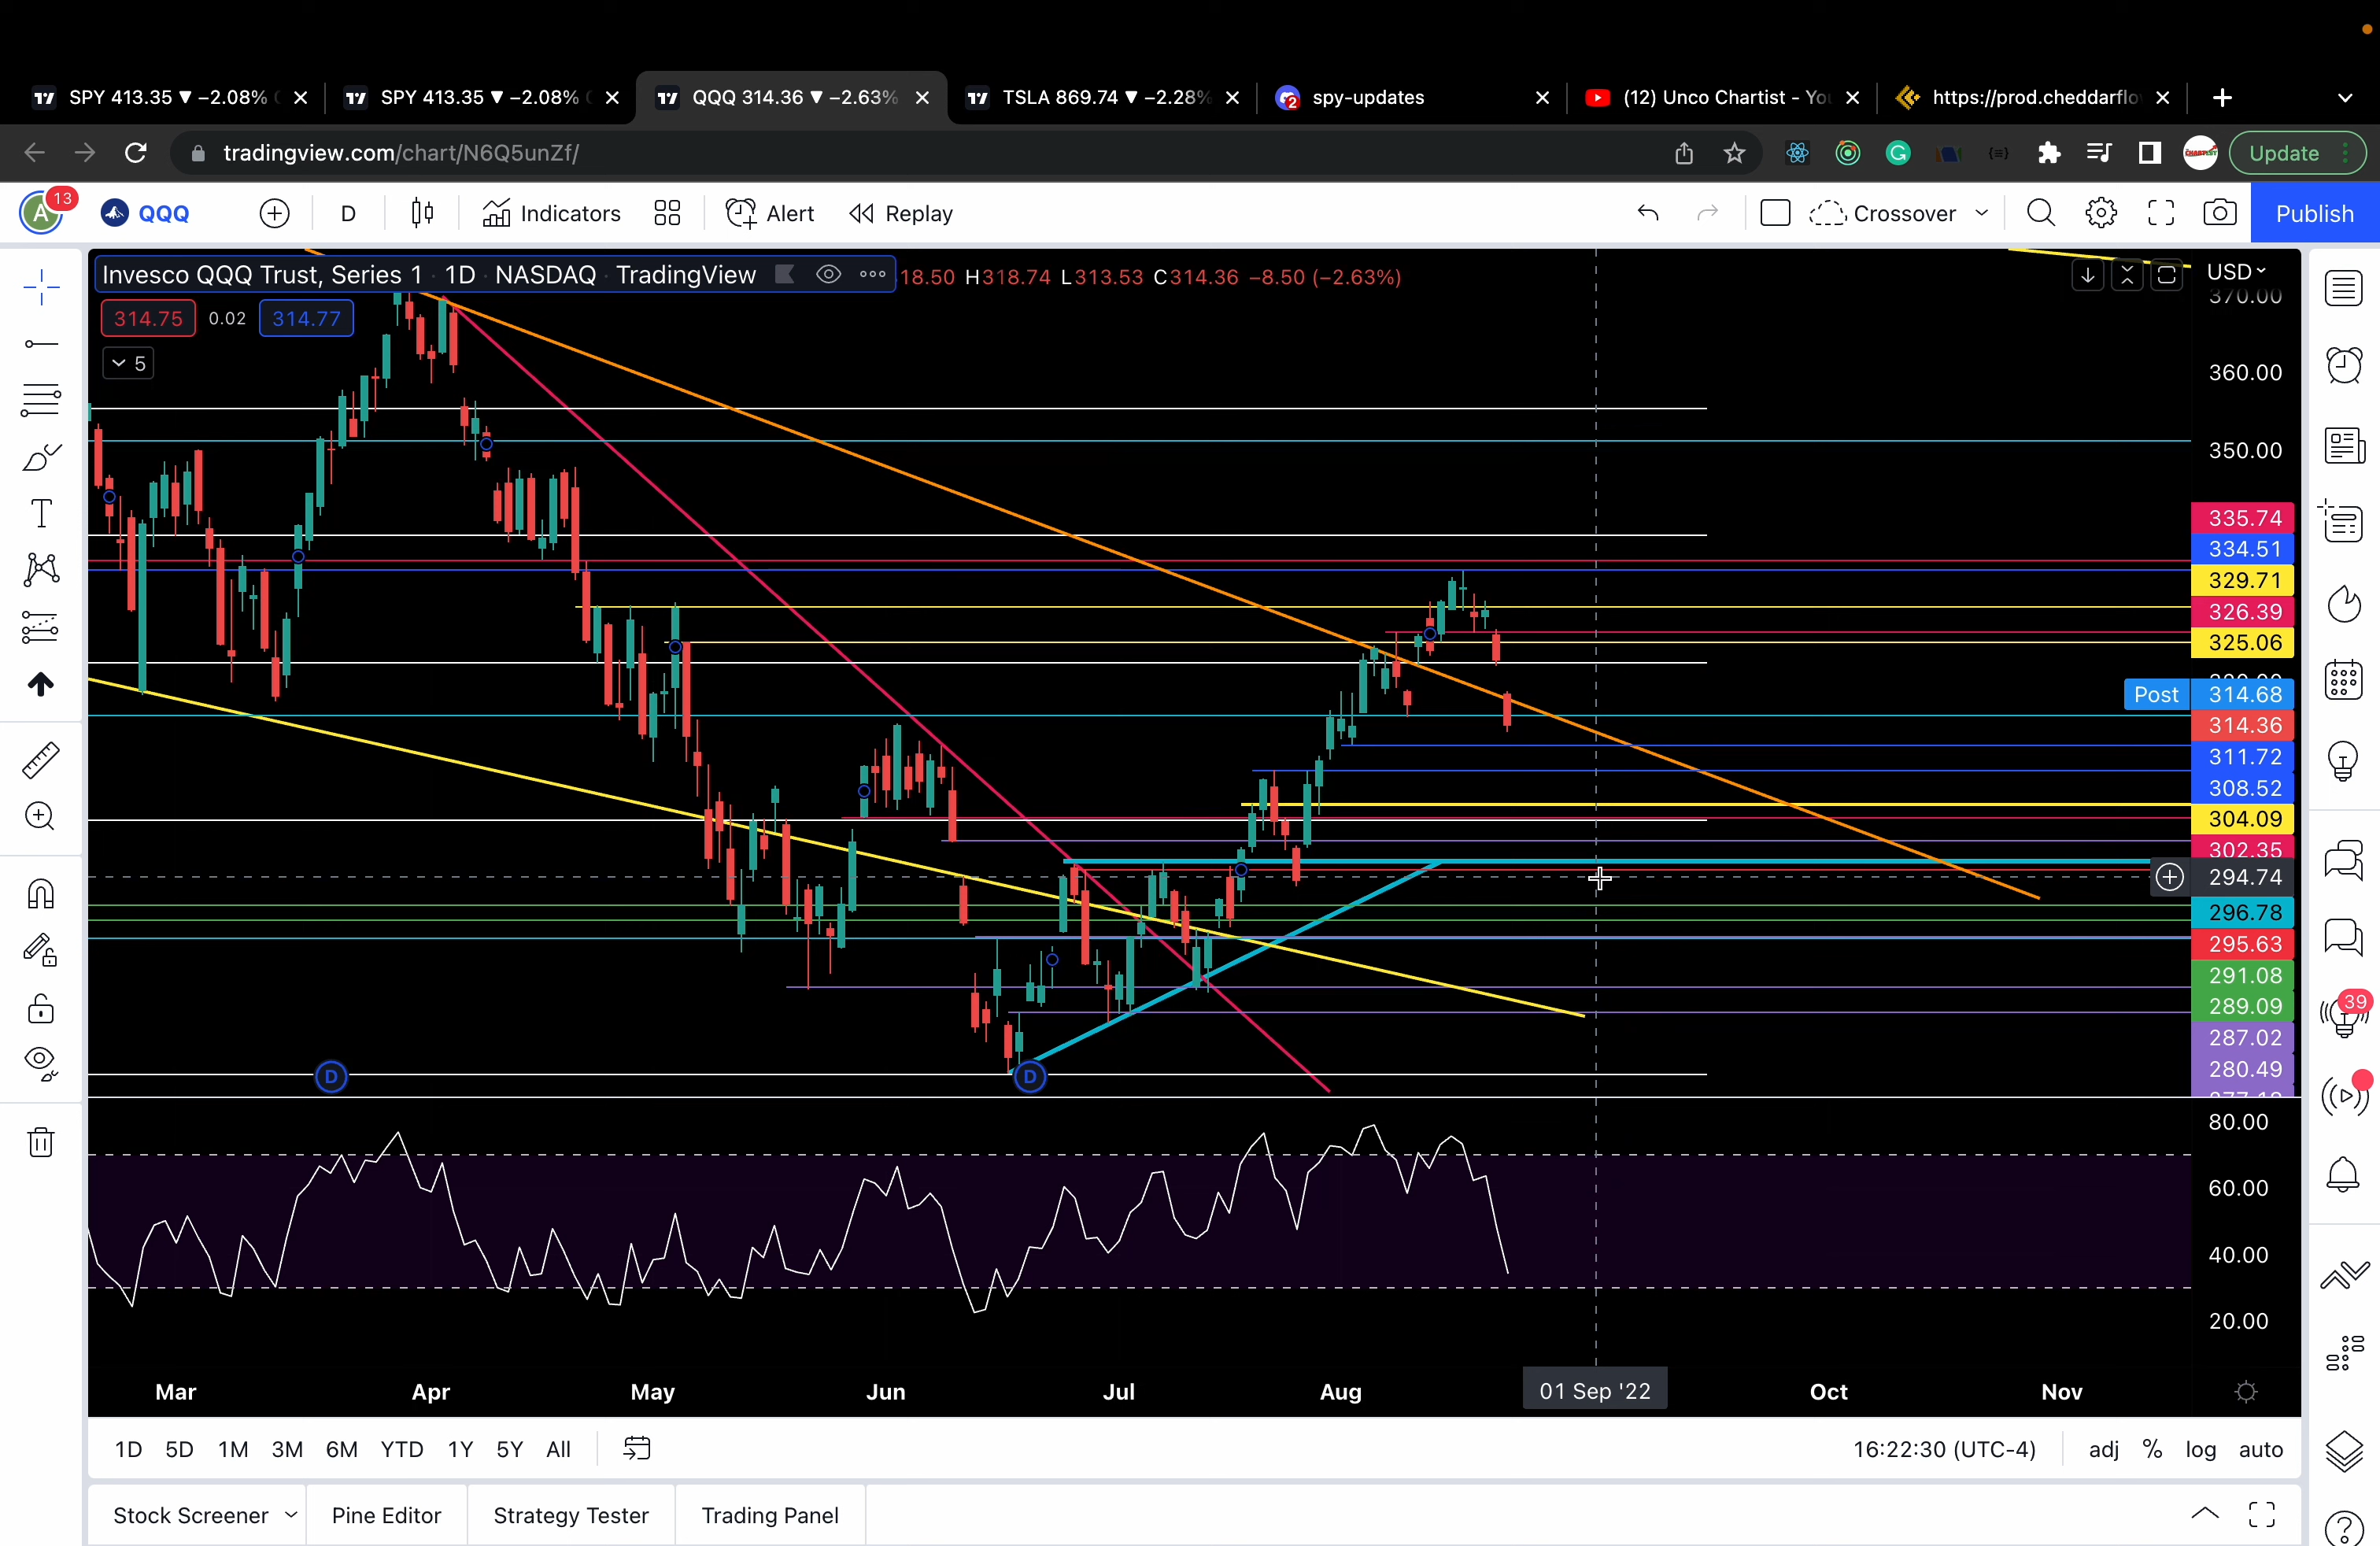 SPY 413.35 ▼ −2.08%
SPY 413.35 ▼ −2.08%
QQQ 314.36 ▼ −2.63%
TSLA 869.74 ▼ −2.28%
2
spy-updates
(12) Unco Chartist - Yo
https://prod.cheddarflo
tradingview.com/chart/N6Q5unZf/
Update
A
13
QQQ
D
Indicators
Alert
Replay
Crossover
Publish
Invesco QQQ Trust, Series 1 · 1D · NASDAQ · TradingView
18.50 H318.74 L313.53 C314.36 −8.50 (−2.63%)
USD
314.75
0.02
314.77
5
370.00
360.00
350.00
335.74
334.51
329.71
326.39
325.06
Post 314.68
314.36
311.72
308.52
304.09
302.35
294.74
296.78
295.63
291.08
289.09
287.02
280.49
D
D
39
80.00
60.00
40.00
20.00
Mar
Apr
May
Jun
Jul
Aug
01 Sep '22
Oct
Nov
1D
5D
1M
3M
6M
YTD
1Y
5Y
All
16:22:30 (UTC-4)
adj
%
log
auto
Stock Screener
Pine Editor
Strategy Tester
Trading Panel